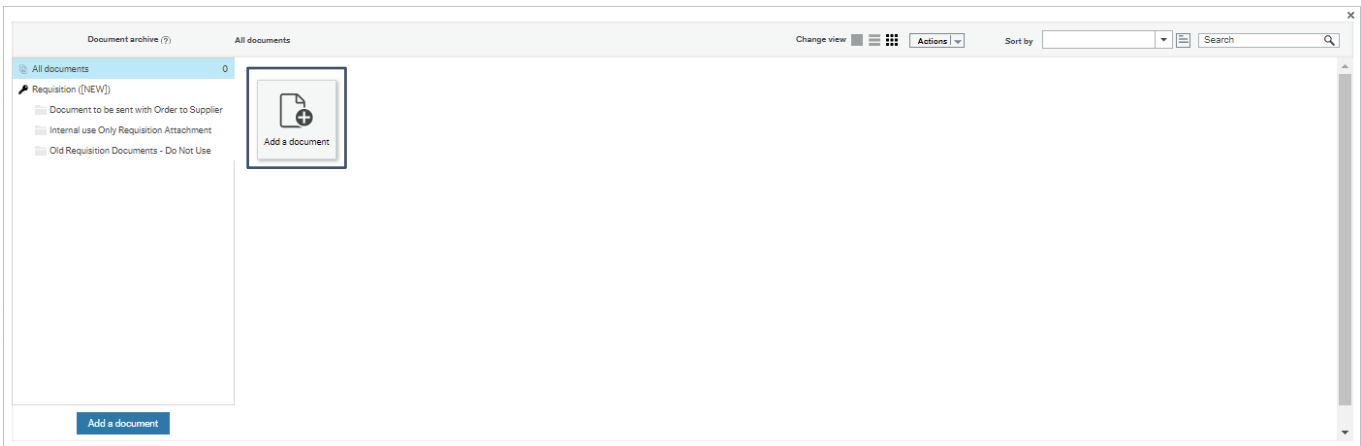 Document archive (?)
All documents
Change view
Actions
Sort by
Search
All documents 0
Requisition ([NEW])
Document to be sent with Order to Supplier
Internal use Only Requisition Attachment
Old Requisition Documents - Do Not Use
Add a document
Add a document